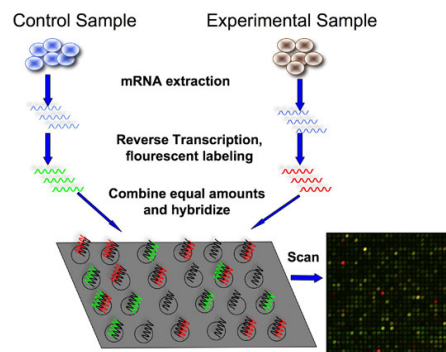 Control Sample
Experimental Sample
mRNA extraction
Reverse Transcription,
flourescent labeling
Combine equal amounts
and hybridize
Scan